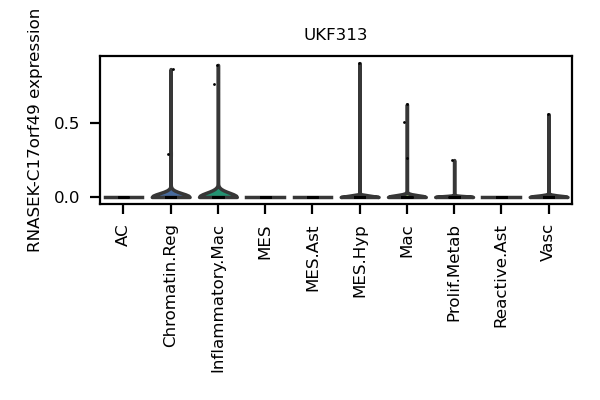 UKF313
RNASEK-C17orf49 expression
0.5
0.0
AC
Chromatin.Reg
Inflammatory.Mac
MES
MES.Ast
MES.Hyp
Mac
Prolif.Metab
Reactive.Ast
Vasc